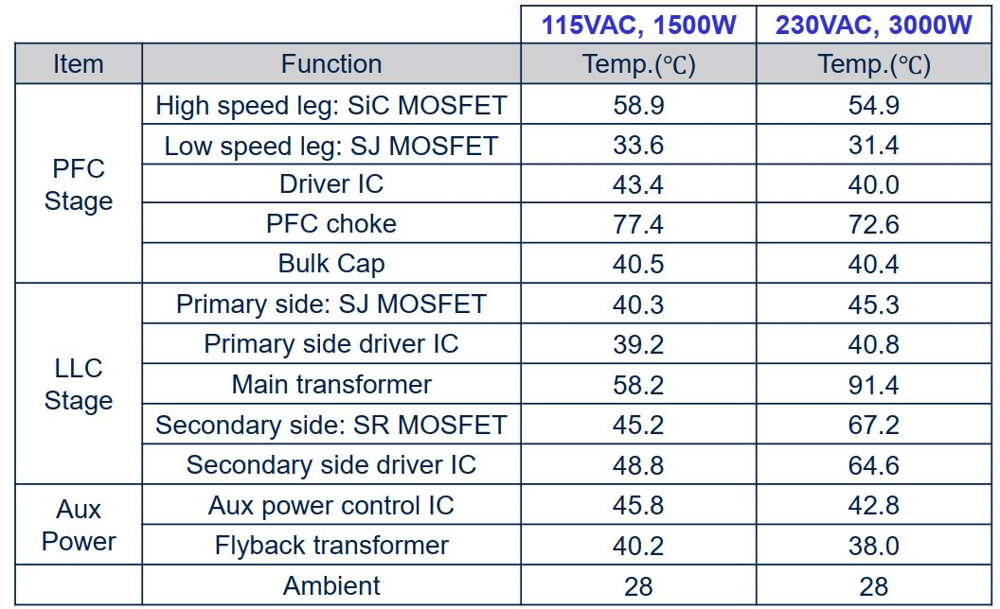 115VAC, 1500W 230VAC, 3000W
Item Function Temp.(℃) Temp.(℃)
PFC Stage
High speed leg: SiC MOSFET 58.9 54.9
Low speed leg: SJ MOSFET 33.6 31.4
Driver IC 43.4 40.0
PFC choke 77.4 72.6
Bulk Cap 40.5 40.4
LLC Stage
Primary side: SJ MOSFET 40.3 45.3
Primary side driver IC 39.2 40.8
Main transformer 58.2 91.4
Secondary side: SR MOSFET 45.2 67.2
Secondary side driver IC 48.8 64.6
Aux Power
Aux power control IC 45.8 42.8
Flyback transformer 40.2 38.0
Ambient 28 28